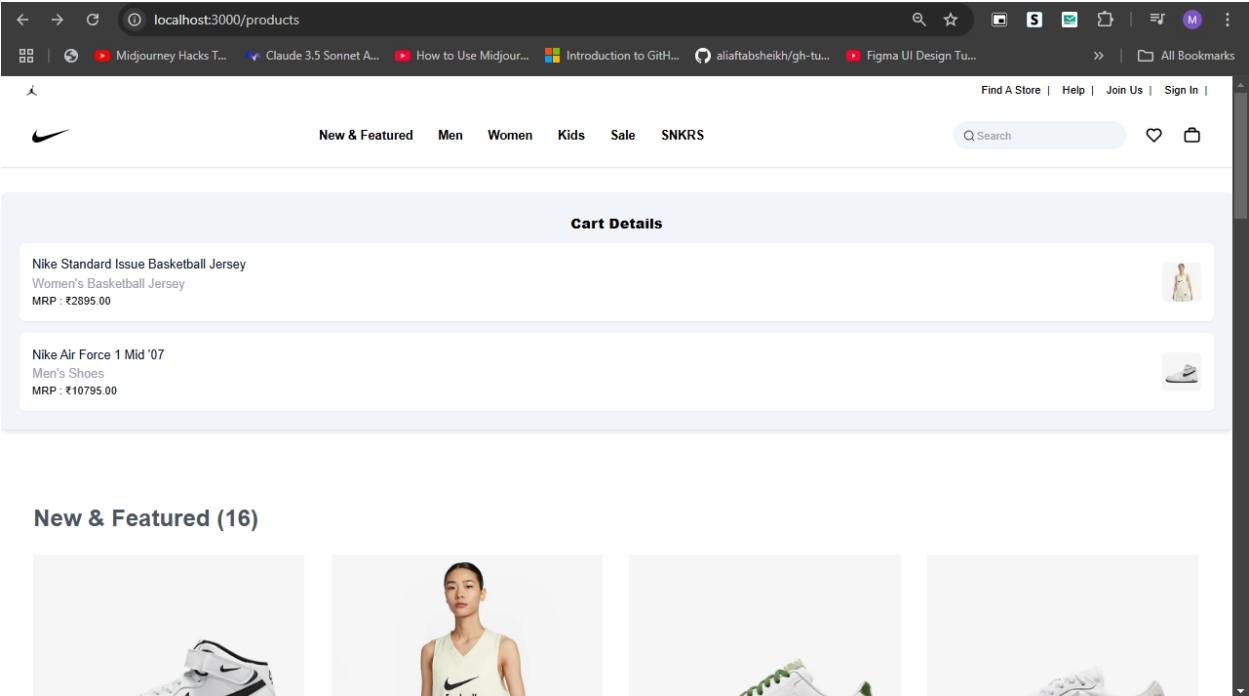 localhost:3000/products
S
M
Midjourney Hacks T...
Claude 3.5 Sonnet A...
How to Use Midjour...
Introduction to GitH...
aliaftabsheikh/gh-tu...
Figma UI Design Tu...
»
All Bookmarks
Find A Store | Help | Join Us | Sign In |
New & Featured Men Women Kids Sale SNKRS
Search
Cart Details
Nike Standard Issue Basketball Jersey
Women's Basketball Jersey
MRP : ₹2895.00
Nike Air Force 1 Mid '07
Men's Shoes
MRP : ₹10795.00
New & Featured (16)